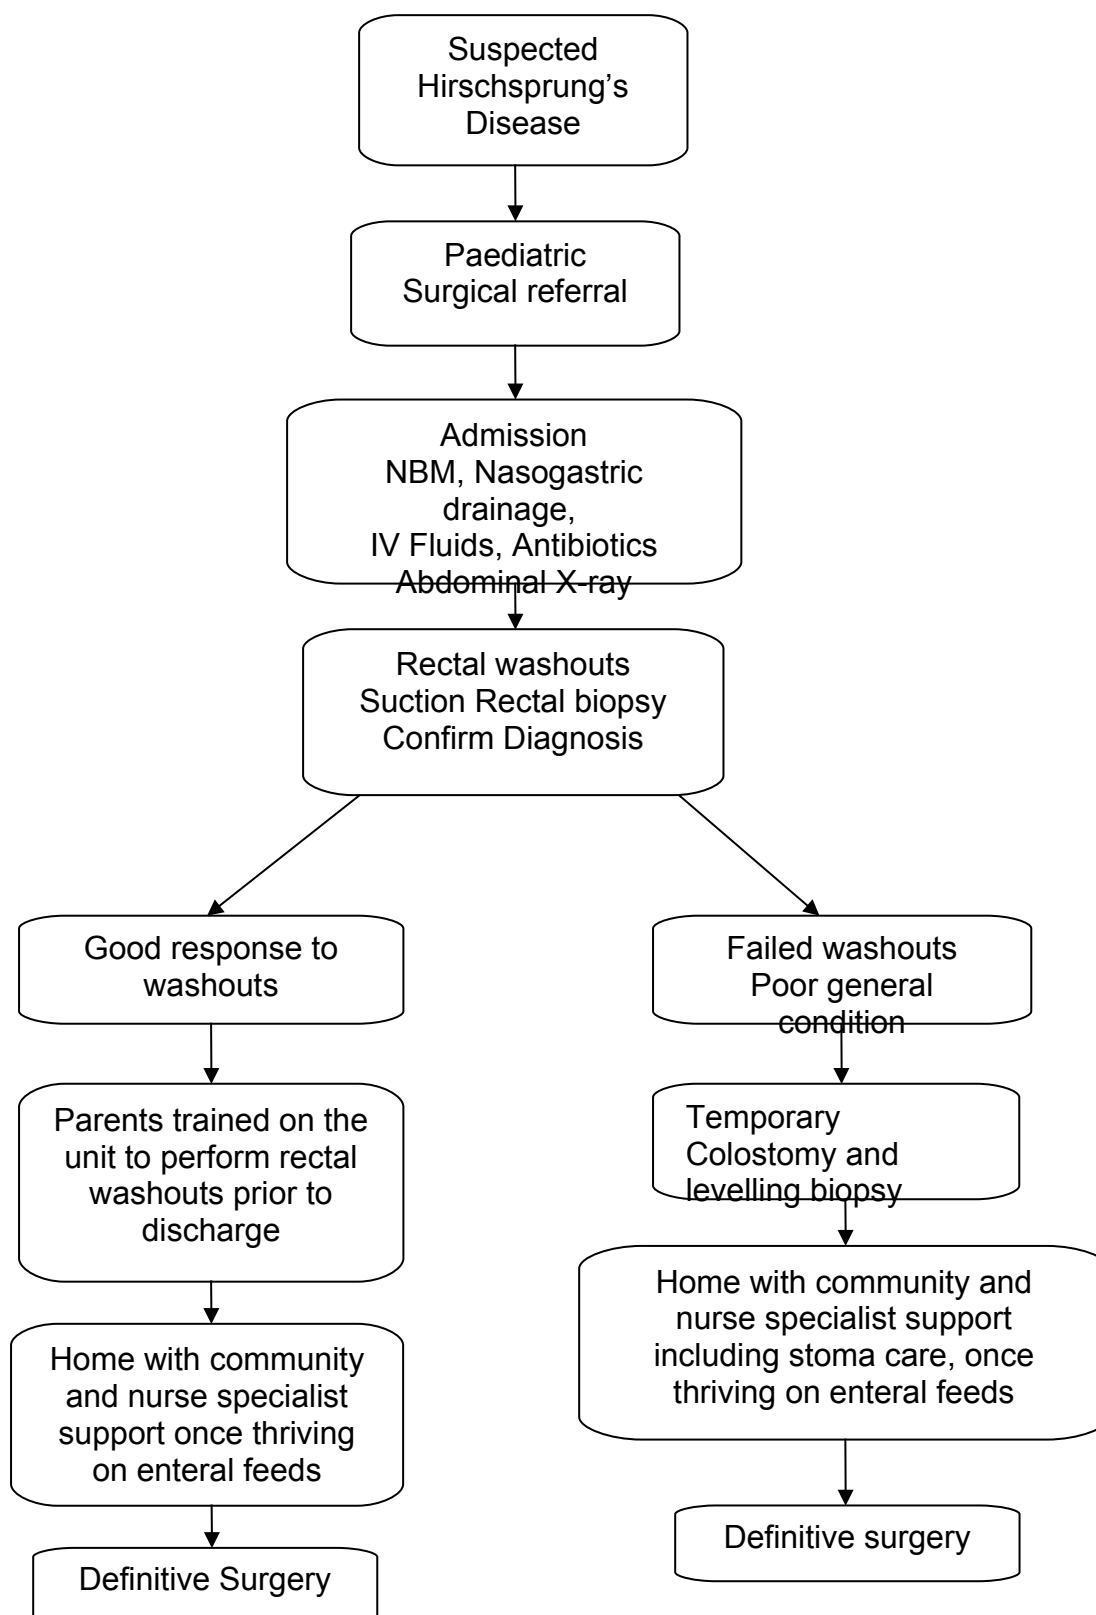 Suspected
Hirschsprung’s
Disease
Paediatric
Surgical referral
Admission
NBM, Nasogastric
drainage,
IV Fluids, Antibiotics
Abdominal X-ray
Rectal washouts
Suction Rectal biopsy
Confirm Diagnosis
Good response to
washouts
Parents trained on the
unit to perform rectal
washouts prior to
discharge
Home with community
and nurse specialist
support once thriving
on enteral feeds
Definitive Surgery
Failed washouts
Poor general
condition
Temporary
Colostomy and
levelling biopsy
Home with community and
nurse specialist support
including stoma care, once
thriving on enteral feeds
Definitive surgery